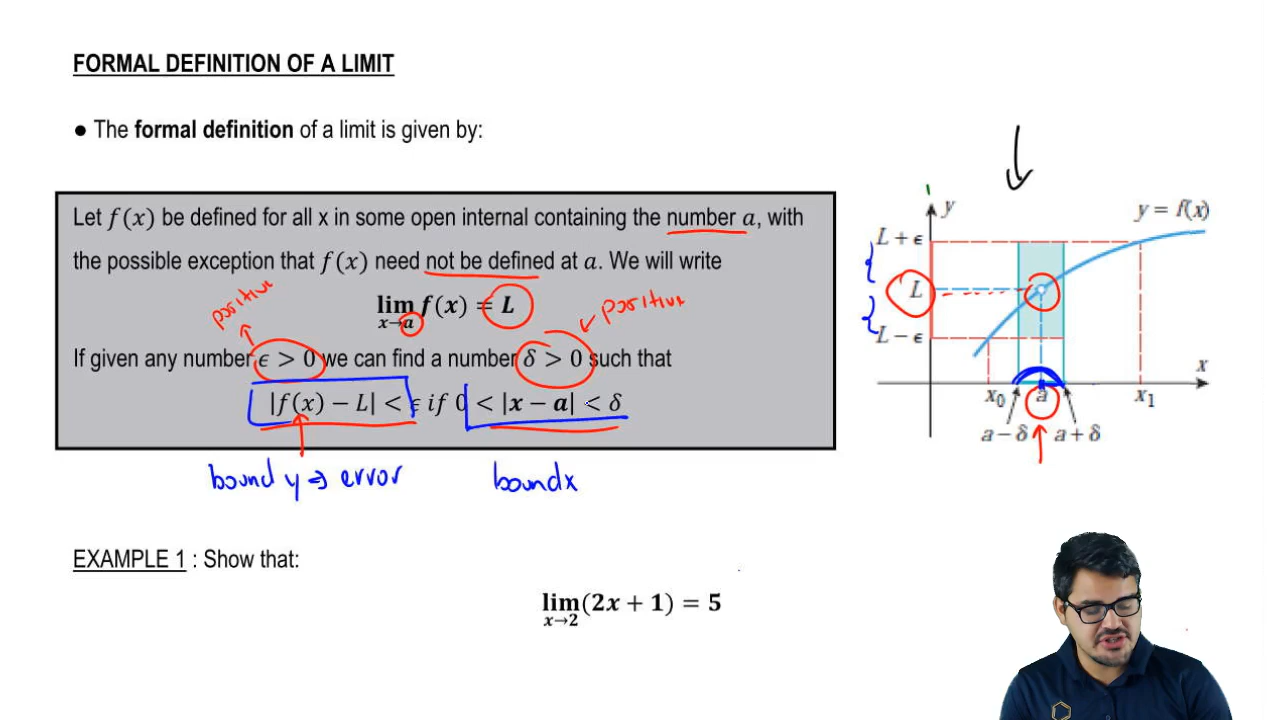 FORMAL DEFINITION OF A LIMIT
● The formal definition of a limit is given by:
Let f(x) be defined for all x in some open internal containing the number a, with
the possible exception that f(x) need not be defined at a. We will write
lim f(x) = L
x→a
positive
positive
If given any number ϵ > 0 we can find a number δ > 0 such that
|f(x) − L| < ϵ if 0 < |x − a| < δ
bound y ⇒ error
bound x
y
y = f(x)
L + ϵ
L
L − ϵ
x
x₀
a
x₁
a − δ
a + δ
EXAMPLE 1 : Show that:
lim (2x + 1) = 5
x→2